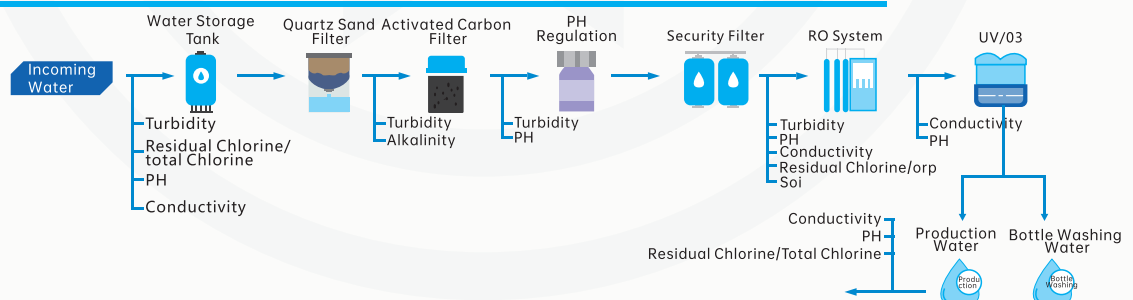 Incoming
Water
Water Storage
Tank
Quartz Sand
Filter
Activated Carbon
Filter
PH
Regulation
Security Filter
RO System
UV/03
Turbidity
Residual Chlorine/
total Chlorine
PH
Conductivity
Turbidity
Alkalinity
Turbidity
PH
Turbidity
PH
Conductivity
Residual Chlorine/orp
Soi
Conductivity
PH
Conductivity
PH
Residual Chlorine/Total Chlorine
Production
Water
Bottle Washing
Water
Produ
ction
Bottle
Washing